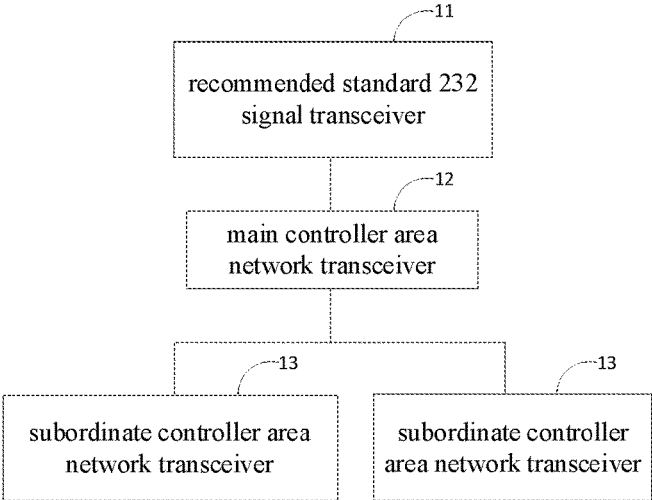 11
recommended standard 232
signal transceiver
12
main controller area
network transceiver
13
13
subordinate controller area
network transceiver
subordinate controller
area network transceiver